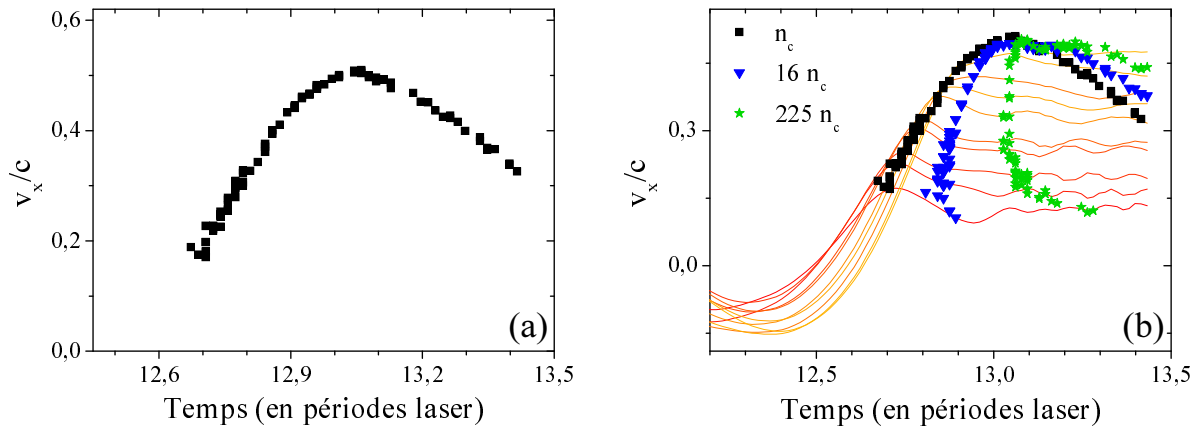 0,6
0,4
0,2
0,0
v_x/c
12,6
12,9
13,2
13,5
Temps (en périodes laser)
(a)
n_c
16 n_c
225 n_c
0,3
0,0
v_x/c
12,5
13,0
13,5
Temps (en périodes laser)
(b)